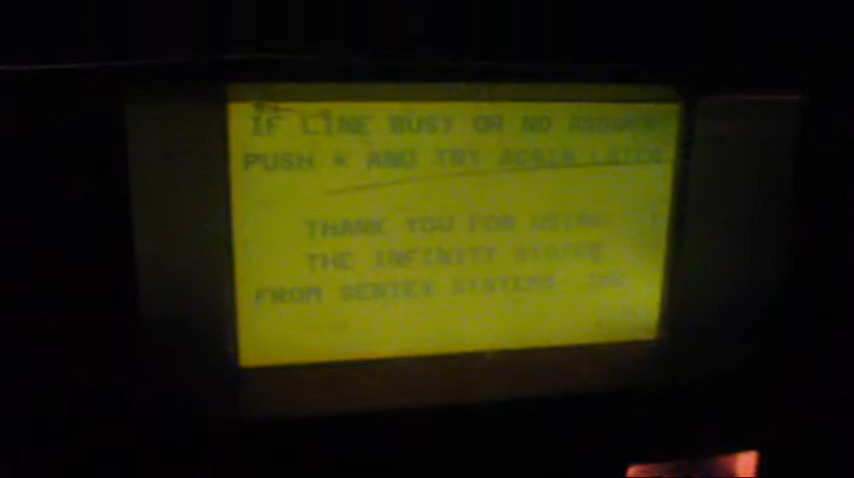 IF LINE BUSY OR NO ANSWER
PUSH * AND TRY AGAIN LATER
THANK YOU FOR USING
THE INFINITY SYSTEM
FROM SENTEX SYSTEMS, INC.